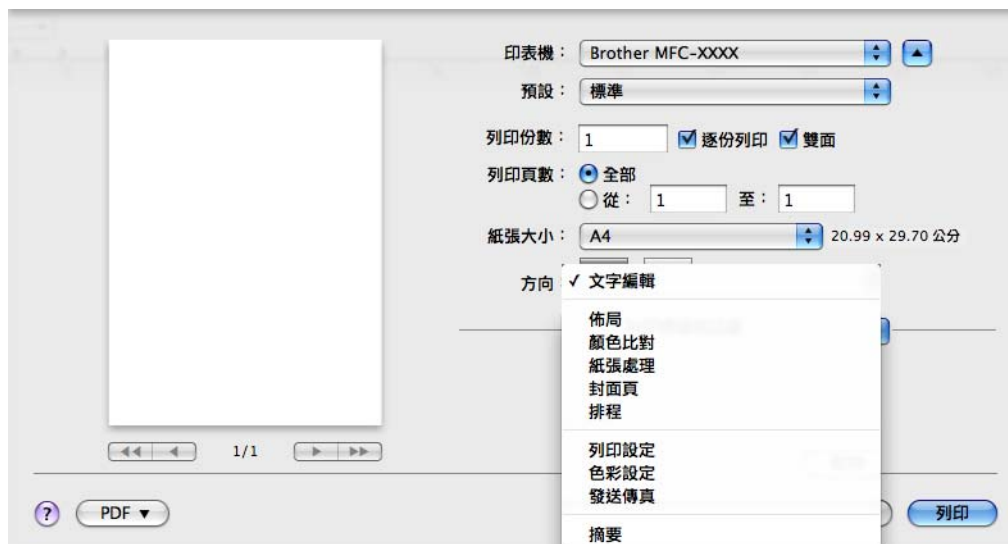 印表機： Brother MFC-XXXX
預設： 標準
列印份數： 1 逐份列印 雙面
列印頁數： 全部
從： 1 至： 1
紙張大小： A4 20.99 x 29.70 公分
方向：
✓ 文字編輯
佈局
顏色比對
紙張處理
封面頁
排程
列印設定
色彩設定
發送傳真
摘要
1/1
? PDF ▼ 列印